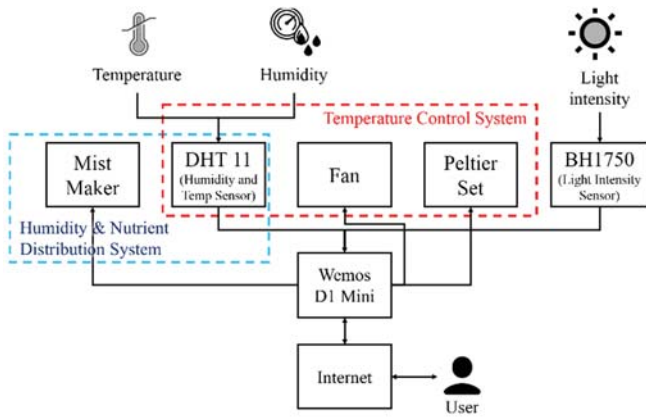 Temperature
Humidity
Light
intensity
Temperature Control System
Mist
Maker
DHT 11
(Humidity and
Temp Sensor)
Fan
Peltier
Set
BH1750
(Light Intensity
Sensor)
Humidity & Nutrient
Distribution System
Wemos
D1 Mini
Internet
User